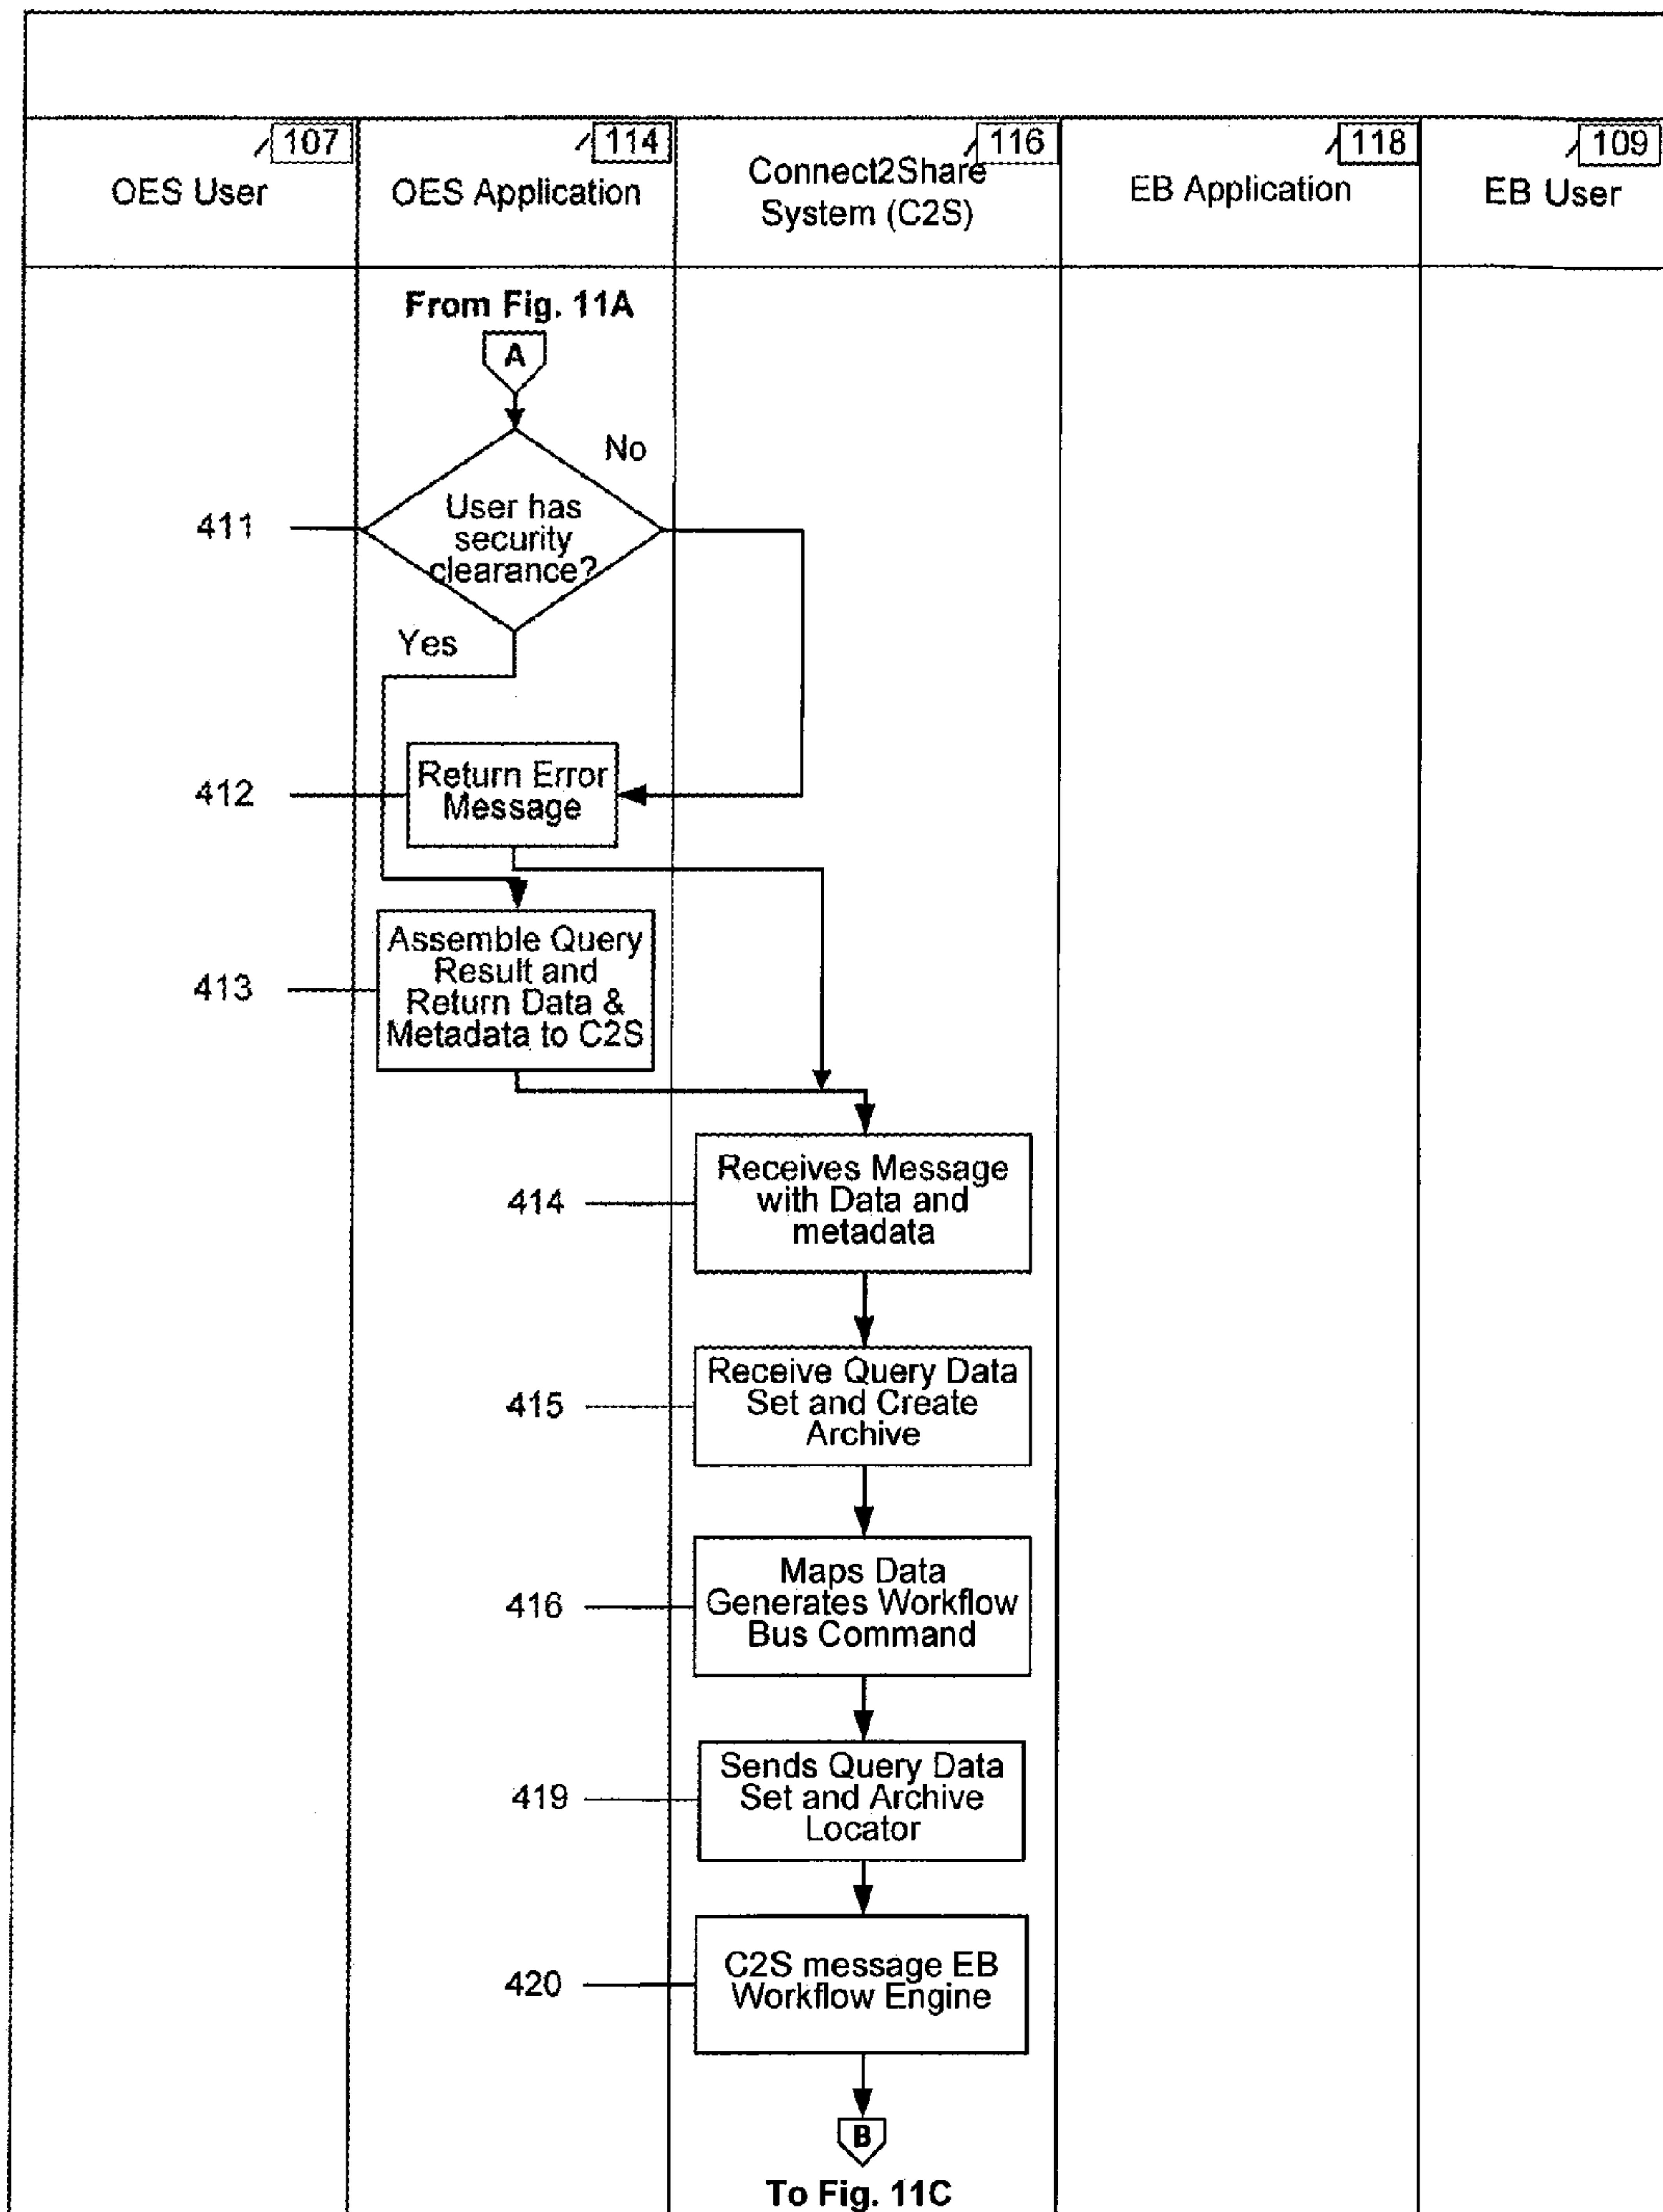 107
OES User
114
OES Application
116
Connect2Share
System (C2S)
118
EB Application
109
EB User
From Fig. 11A
A
No
411
User has
security
clearance?
Yes
412
Return Error
Message
413
Assemble Query
Result and
Return Data &
Metadata to C2S
414
Receives Message
with Data and
metadata
415
Receive Query Data
Set and Create
Archive
416
Maps Data
Generates Workflow
Bus Command
419
Sends Query Data
Set and Archive
Locator
420
C2S message EB
Workflow Engine
B
To Fig. 11C